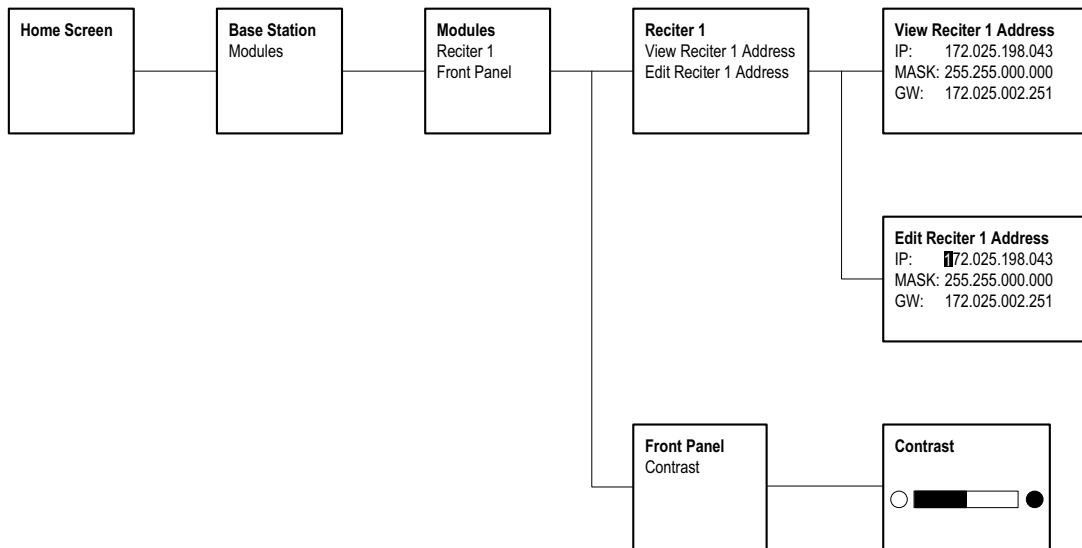 Home Screen
Base Station
Modules
Modules
Reciter 1
Front Panel
Reciter 1
View Reciter 1 Address
Edit Reciter 1 Address
View Reciter 1 Address
IP: 172.025.198.043
MASK: 255.255.000.000
GW: 172.025.002.251
Edit Reciter 1 Address
IP: 172.025.198.043
MASK: 255.255.000.000
GW: 172.025.002.251
Front Panel
Contrast
Contrast